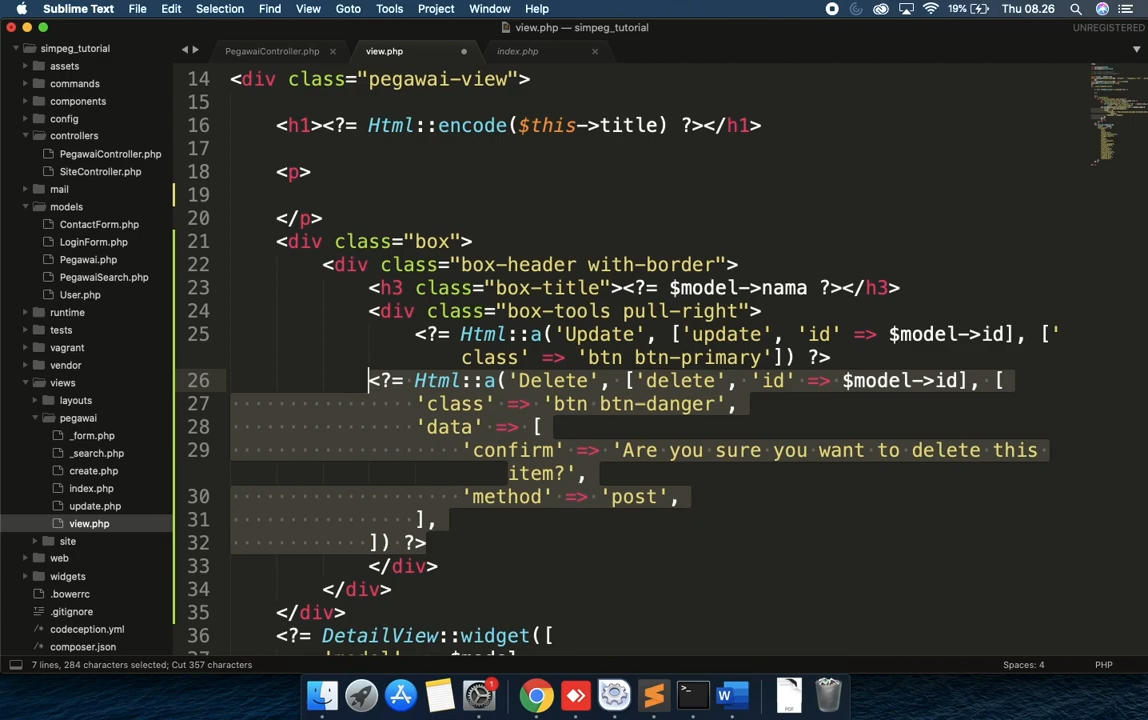 Sublime Text File Edit Selection Find View Goto Tools Project Window Help 19% Thu 08.26
view.php — simpeg_tutorial UNREGISTERED
simpeg_tutorial
assets
commands
components
config
controllers
PegawaiController.php
SiteController.php
mail
models
ContactForm.php
LoginForm.php
Pegawai.php
PegawaiSearch.php
User.php
runtime
tests
vagrant
vendor
views
layouts
pegawai
_form.php
_search.php
create.php
index.php
update.php
view.php
site
web
widgets
.bowerrc
.gitignore
codeception.yml
composer.json
PegawaiController.php × view.php index.php ×
14 <div class="pegawai-view">
15
16 <h1><?= Html::encode($this->title) ?></h1>
17
18 <p>
19
20 </p>
21 <div class="box">
22 <div class="box-header with-border">
23 <h3 class="box-title"><?= $model->nama ?></h3>
24 <div class="box-tools pull-right">
25 <?= Html::a('Update', ['update', 'id' => $model->id], ['
class' => 'btn btn-primary']) ?>
26 <?= Html::a('Delete', ['delete', 'id' => $model->id], [
27 'class' => 'btn btn-danger',
28 'data' => [
29 'confirm' => 'Are you sure you want to delete this
item?',
30 'method' => 'post',
31 ],
32 ]) ?>
33 </div>
34 </div>
35 </div>
36 <?= DetailView::widget([
7 lines, 284 characters selected; Cut 357 characters Spaces: 4 PHP
1